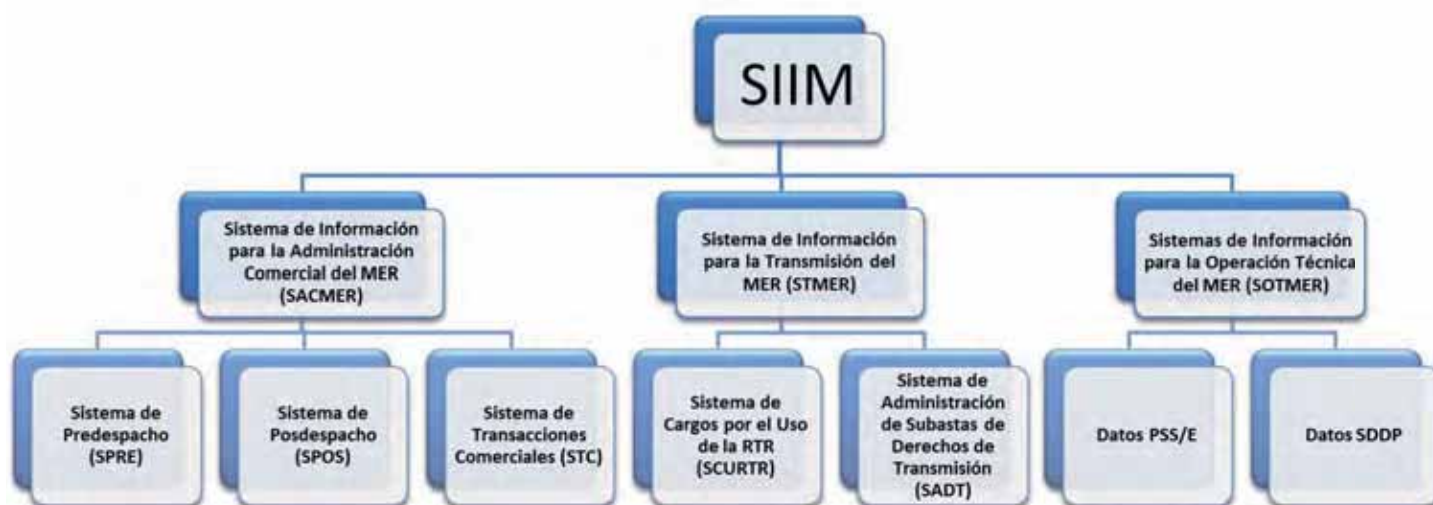 SIIM
Sistema de Información
para la Administración
Comercial del MER
(SACMER)
Sistema de Información
para la Transmisión del
MER (STMER)
Sistemas de Información
para la Operación Técnica
del MER (SOTMER)
Sistema de
Predespacho
(SPRE)
Sistema de
Posdespacho
(SPOS)
Sistema de
Transacciones
Comerciales (STC)
Sistema de
Cargos por el Uso
de la RTR
(SCURTR)
Sistema de
Administración
de Subastas de
Derechos de
Transmisión
(SADT)
Datos PSS/E
Datos SDDP